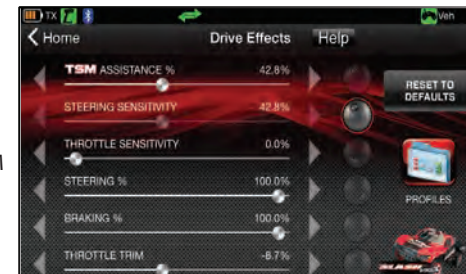 TX
Veh
Home Drive Effects Help
TSM ASSISTANCE % 42.8%
RESET TO
DEFAULTS
STEERING SENSITIVITY 42.8%
THROTTLE SENSITIVITY 0.0%
STEERING % 100.0%
PROFILES
BRAKING % 100.0%
THROTTLE TRIM -8.7%
SLASH